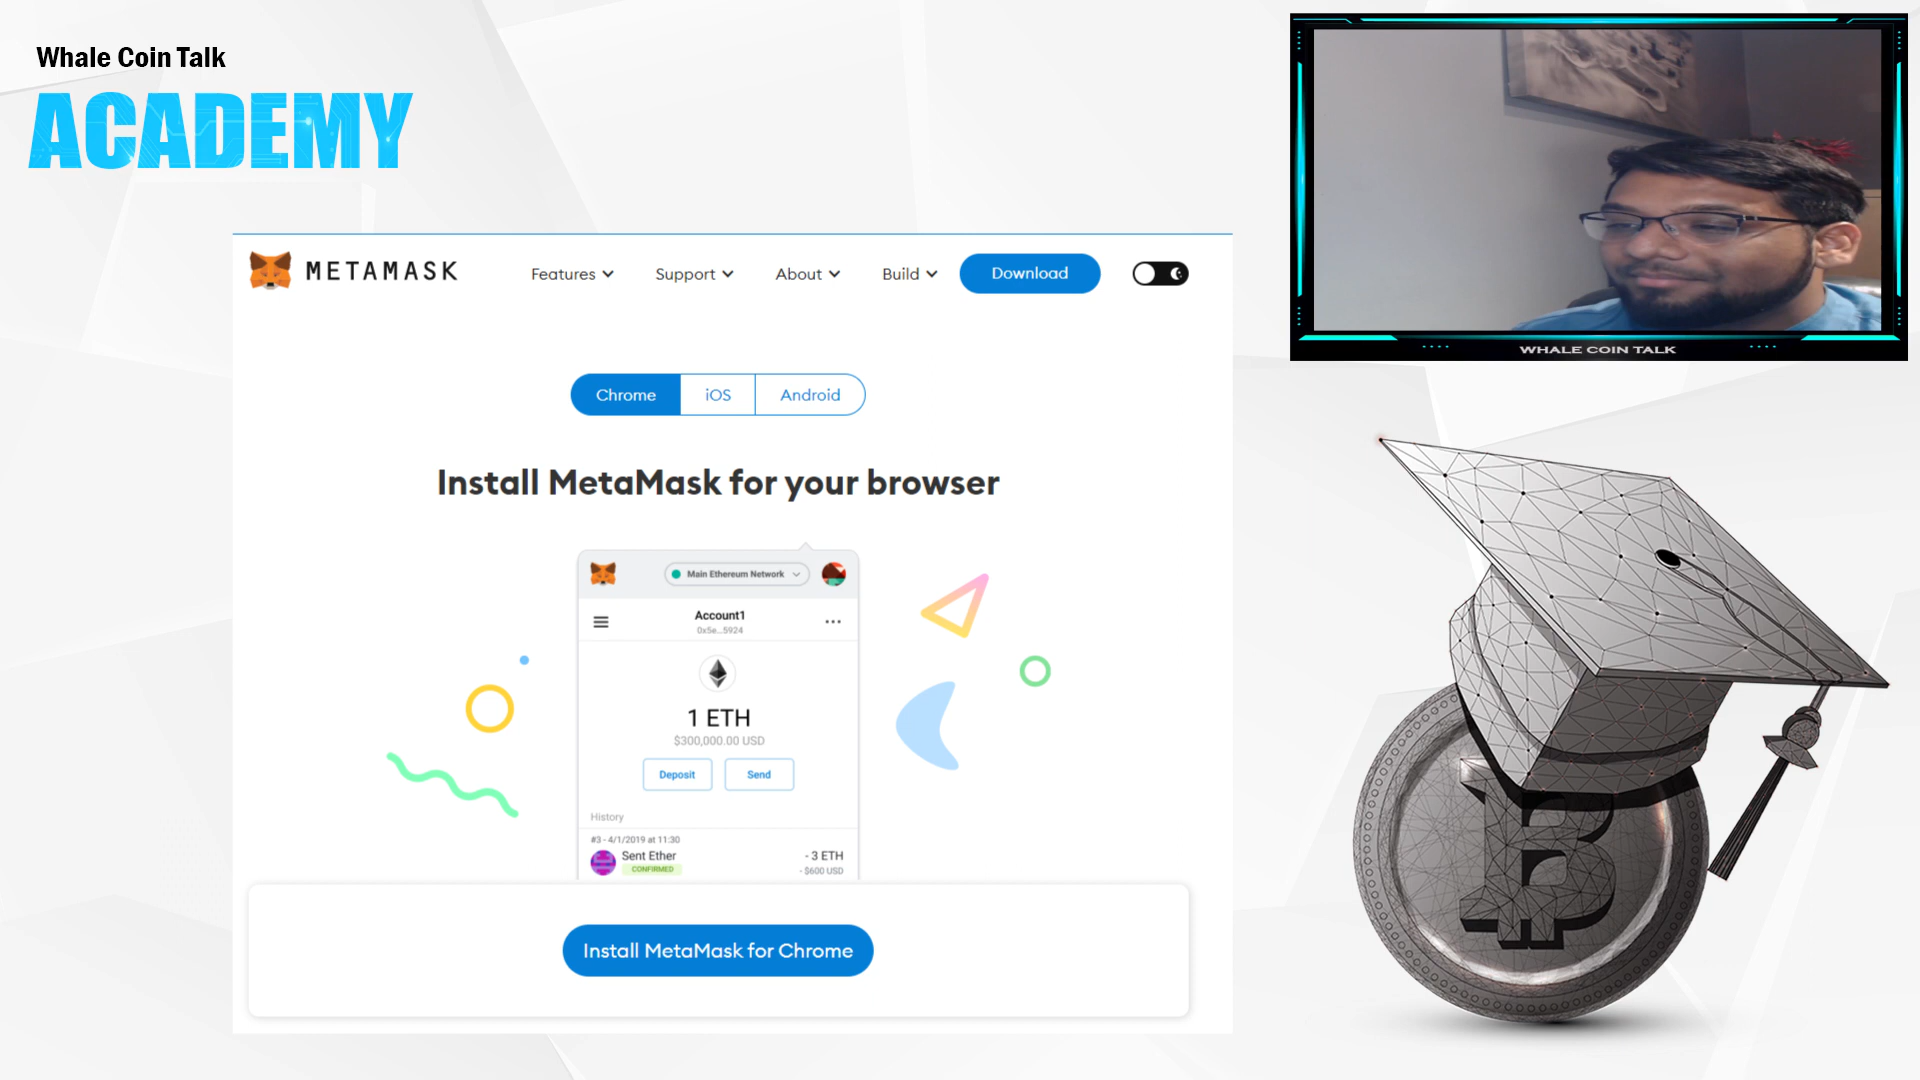 Whale Coin Talk
ACADEMY
METAMASK
Features
Support
About
Build
Download
Chrome
iOS
Android
Install MetaMask for your browser
Main Ethereum Network
Account1
0x5e...5924
1 ETH
$300,000.00 USD
Deposit
Send
History
#3 - 4/1/2019 at 11:30
Sent Ether
- 3 ETH
CONFIRMED
- $600 USD
Install MetaMask for Chrome
WHALE COIN TALK